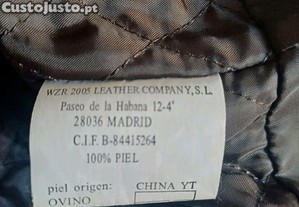 CustoJusto.pt
WZR 2005 LEATHER COMPANY, S.L.
Paseo de la Habana 12-4º
28036 MADRID
C.I.F. B-84415264
100% PIEL
piel origen: CHINA YT
OVINO